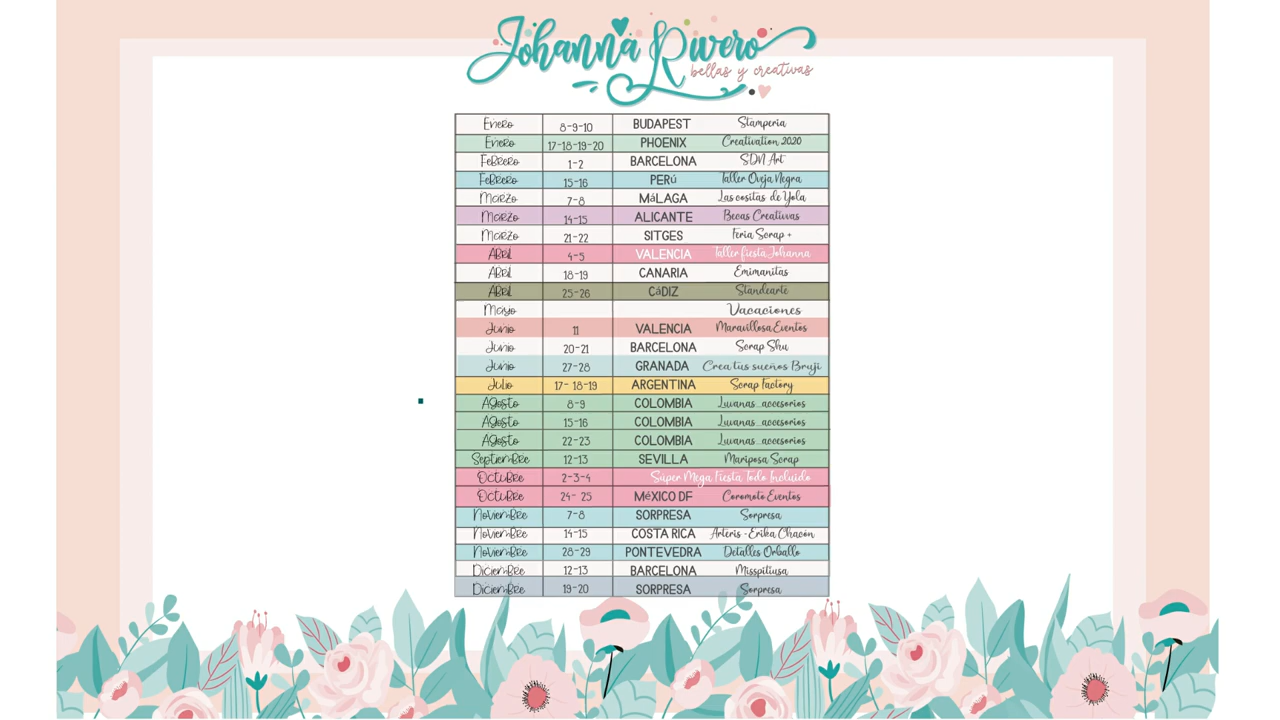 Johanna Rivero
bellas y creativas
Enero 8-9-10 BUDAPEST Stamperia
Enero 17-18-19-20 PHOENIX Creativation 2020
Febrero 1-2 BARCELONA SDN Art
Febrero 15-16 PERú Taller Oveja Negra
Marzo 7-8 MáLAGA Las cositas de Yola
Marzo 14-15 ALICANTE Becas Creativas
Marzo 21-22 SITGES Feria Scrap +
Abril 4-5 VALENCIA Taller fiesta Johanna
Abril 18-19 CANARIA Emimanitas
Abril 25-26 CáDIZ Standearte
Mayo Vacaciones
Junio 11 VALENCIA Maravillosa Eventos
Junio 20-21 BARCELONA Scrap Shu
Junio 27-28 GRANADA Crea tus sueños Bruji
Julio 17- 18-19 ARGENTINA Scrap Factory
Agosto 8-9 COLOMBIA Luvanas_accesorios
Agosto 15-16 COLOMBIA Luvanas_accesorios
Agosto 22-23 COLOMBIA Luvanas_accesorios
Septiembre 12-13 SEVILLA Mariposa Scrap
Octubre 2-3-4 Súper Mega Fiesta Todo Incluido
Octubre 24- 25 MéXICO DF Coromoto Eventos
Noviembre 7-8 SORPRESA Sorpresa
Noviembre 14-15 COSTA RICA Arteris - Erika Chacón
Noviembre 28-29 PONTEVEDRA Detalles Orballo
Diciembre 12-13 BARCELONA Misspitiusa
Diciembre 19-20 SORPRESA Sorpresa